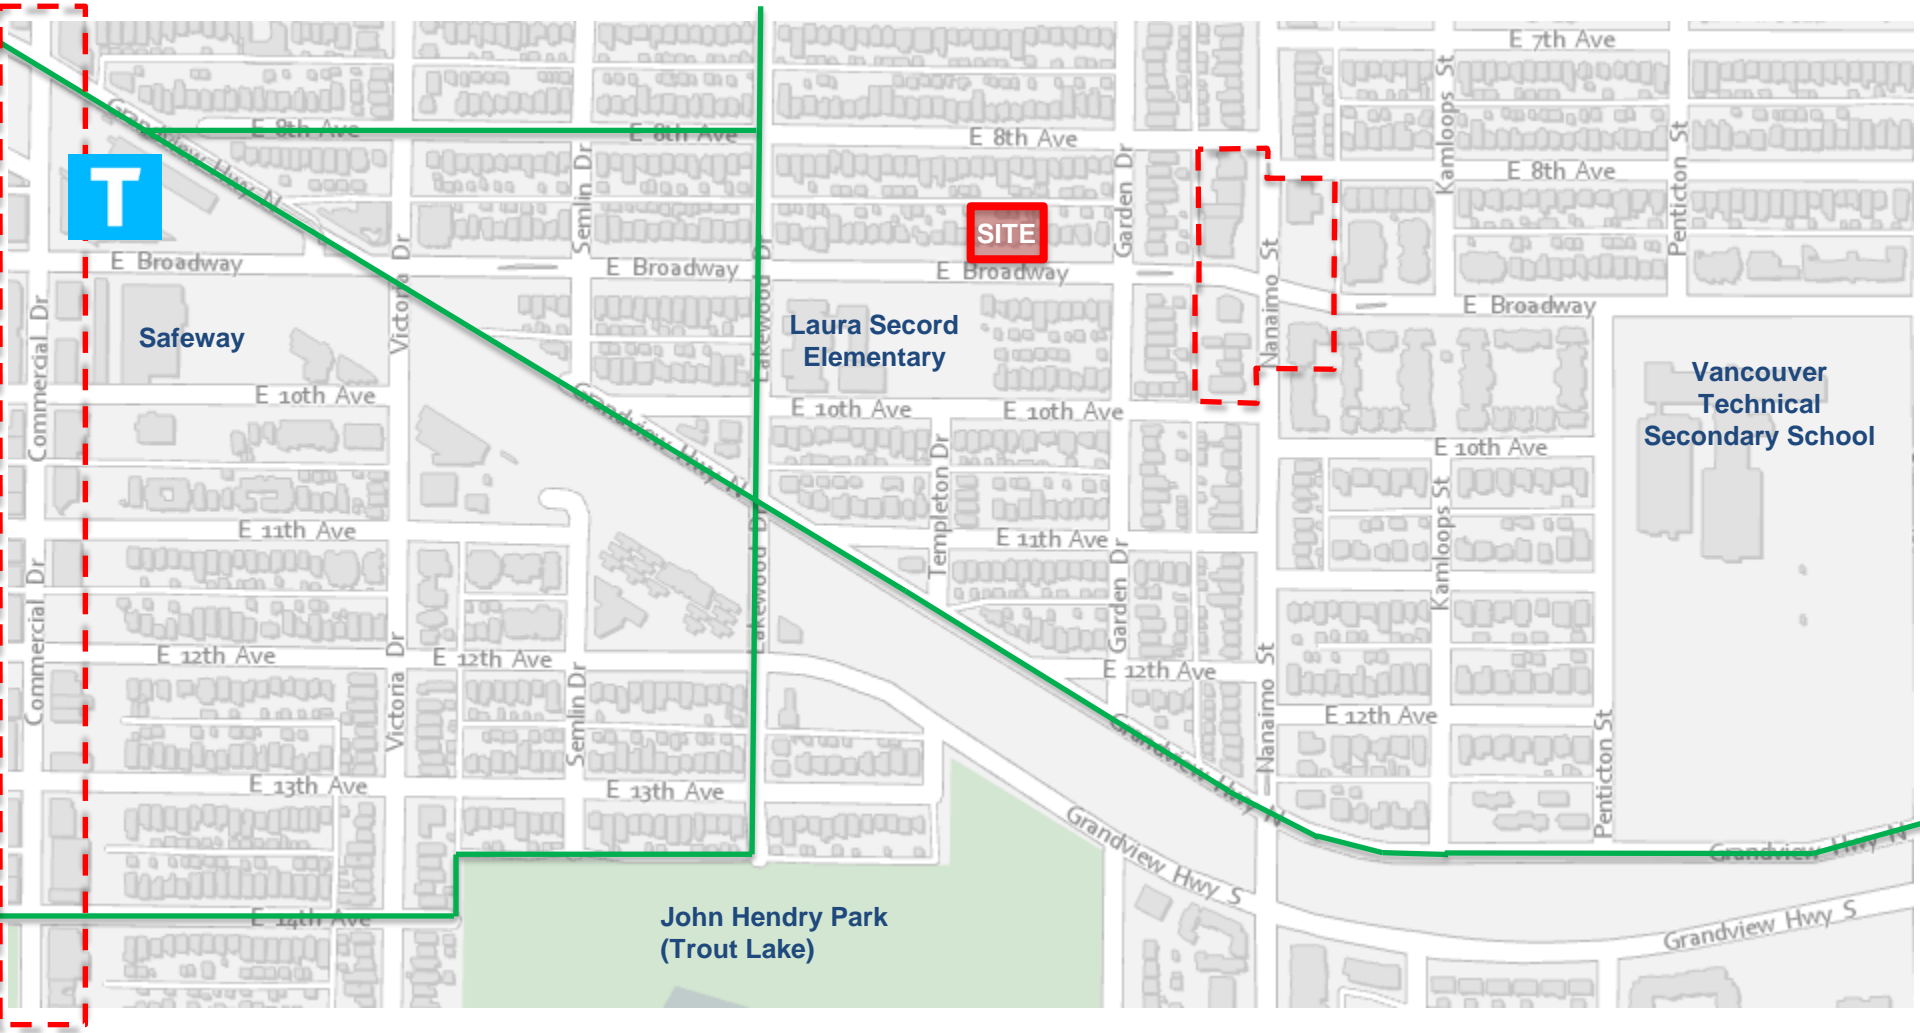 E 7th Ave
Kamloops St
Grandview Hwy N
E 8th Ave
E 8th Ave
E 8th Ave
E 8th Ave
T
Semlin Dr
Garden Dr
Penticton St
SITE
Victoria Dr
Lakewood Dr
Nanaimo St
E Broadway
E Broadway
E Broadway
E Broadway
Commercial Dr
Safeway
Laura Secord
Elementary
Vancouver
Technical
Secondary School
E 10th Ave
E 10th Ave
E 10th Ave
E 10th Ave
Grandview Hwy N
Templeton Dr
Kamloops St
E 11th Ave
E 11th Ave
Lakewood Dr
Garden Dr
Commercial Dr
Victoria Dr
Semlin Dr
Nanaimo St
E 12th Ave
E 12th Ave
E 12th Ave
E 12th Ave
Penticton St
Grandview Hwy N
E 13th Ave
E 13th Ave
Grandview Hwy S
Grandview Hwy N
E 14th Ave
John Hendry Park
(Trout Lake)
Grandview Hwy S